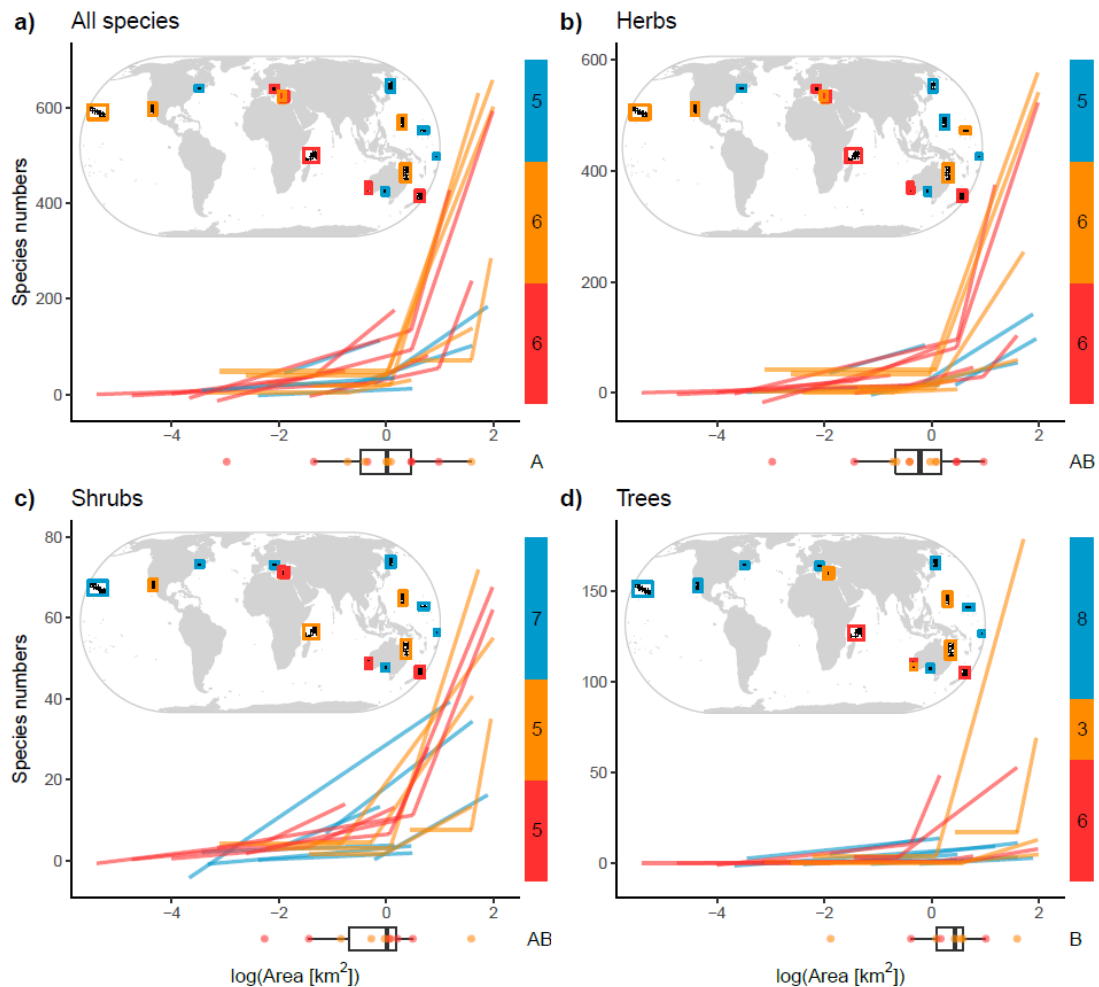 a) All species
600
400
200
0
Species numbers
5
6
6
−4 −2 0 2
A
b) Herbs
600
400
200
0
5
6
6
−4 −2 0 2
AB
c) Shrubs
80
60
40
20
0
Species numbers
7
5
5
−4 −2 0 2
AB
log(Area [km²])
d) Trees
150
100
50
0
8
3
6
−4 −2 0 2
B
log(Area [km²])